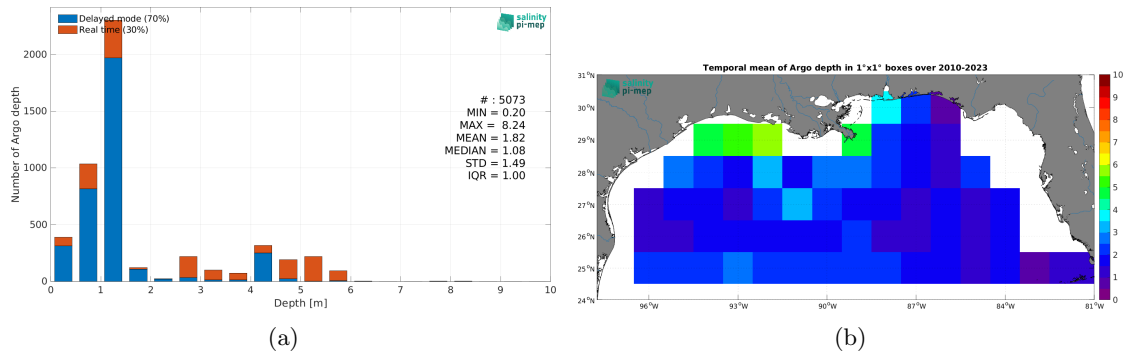 Delayed mode (70%)
Real time (30%)
salinity
pi-mep
Number of Argo depth
2000
1500
1000
500
0
# : 5073
MIN = 0.20
MAX = 8.24
MEAN = 1.82
MEDIAN = 1.08
STD = 1.49
IQR = 1.00
0 1 2 3 4 5 6 7 8 9 10
Depth [m]
(a)
Temporal mean of Argo depth in 1°x1° boxes over 2010-2023
salinity
pi-mep
31°N
30°N
29°N
28°N
27°N
26°N
25°N
24°N
96°W 93°W 90°W 87°W 84°W 81°W
10
9
8
7
6
5
4
3
2
1
0
(b)